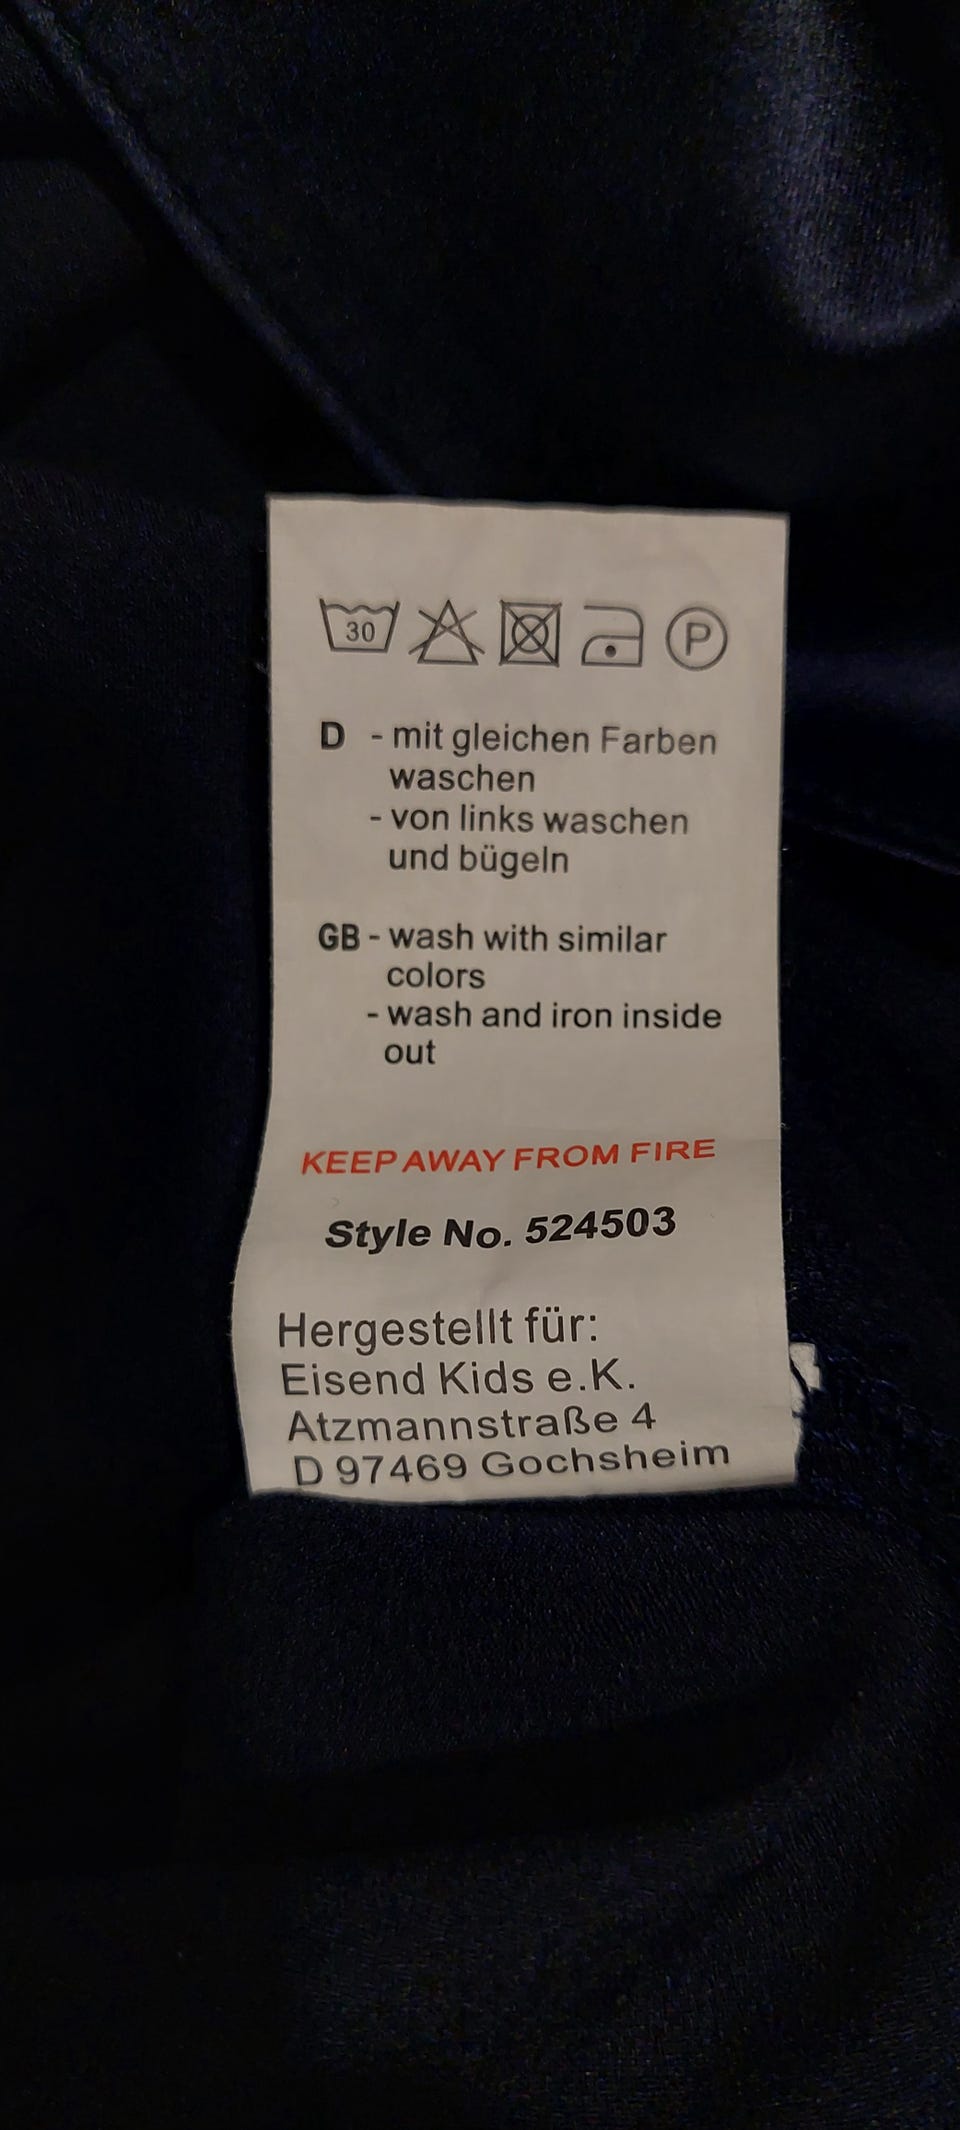 30
P
D - mit gleichen Farben
waschen
- von links waschen
und bügeln
GB - wash with similar
colors
- wash and iron inside
out
KEEP AWAY FROM FIRE
Style No. 524503
Hergestellt für:
Eisend Kids e.K.
Atzmannstraße 4
D 97469 Gochsheim